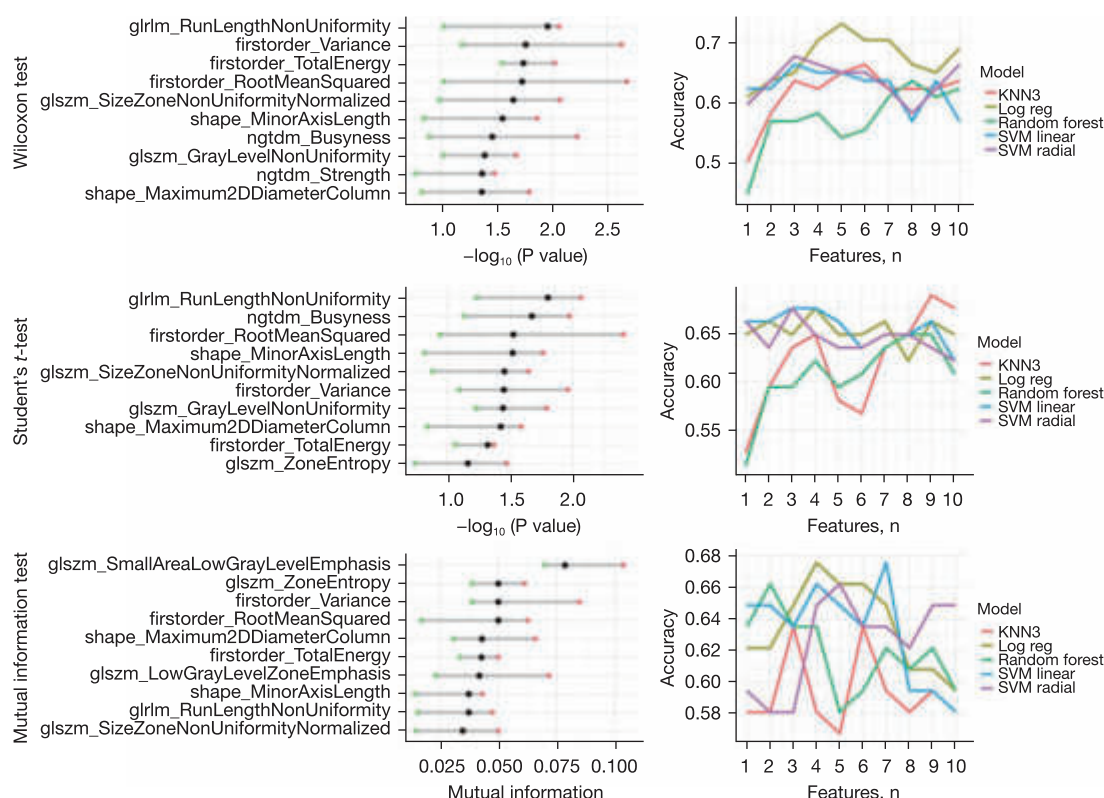 Wilcoxon test
glrlm_RunLengthNonUniformity
firstorder_Variance
firstorder_TotalEnergy
firstorder_RootMeanSquared
glszm_SizeZoneNonUniformityNormalized
shape_MinorAxisLength
ngtdm_Busyness
glszm_GrayLevelNonUniformity
ngtdm_Strength
shape_Maximum2DDiameterColumn
1.0 1.5 2.0 2.5
−log₁₀ (P value)
Accuracy
0.7
0.6
0.5
1 2 3 4 5 6 7 8 9 10
Features, n
Model
KNN3
Log reg
Random forest
SVM linear
SVM radial
Student's t-test
glrlm_RunLengthNonUniformity
ngtdm_Busyness
firstorder_RootMeanSquared
shape_MinorAxisLength
glszm_SizeZoneNonUniformityNormalized
firstorder_Variance
glszm_GrayLevelNonUniformity
shape_Maximum2DDiameterColumn
firstorder_TotalEnergy
glszm_ZoneEntropy
1.0 1.5 2.0
−log₁₀ (P value)
Accuracy
0.65
0.60
0.55
1 2 3 4 5 6 7 8 9 10
Features, n
Model
KNN3
Log reg
Random forest
SVM linear
SVM radial
Mutual information test
glszm_SmallAreaLowGrayLevelEmphasis
glszm_ZoneEntropy
firstorder_Variance
firstorder_RootMeanSquared
shape_Maximum2DDiameterColumn
firstorder_TotalEnergy
glszm_LowGrayLevelZoneEmphasis
shape_MinorAxisLength
glrlm_RunLengthNonUniformity
glszm_SizeZoneNonUniformityNormalized
0.025 0.050 0.075 0.100
Mutual information
Accuracy
0.68
0.66
0.64
0.62
0.60
0.58
1 2 3 4 5 6 7 8 9 10
Features, n
Model
KNN3
Log reg
Random forest
SVM linear
SVM radial